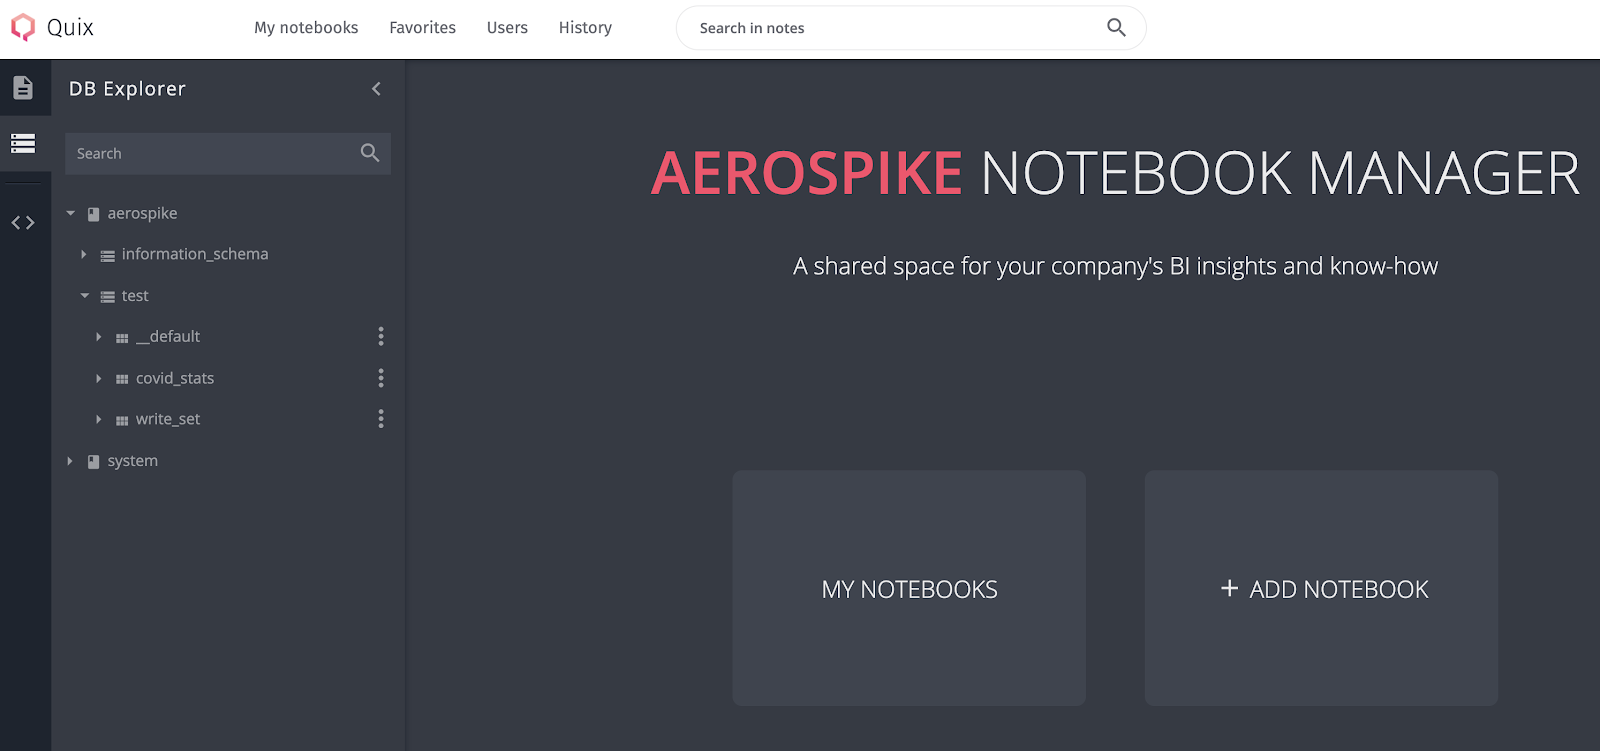 Quix
My notebooks Favorites Users History
Search in notes
DB Explorer
Search
aerospike
information_schema
test
__default
covid_stats
write_set
system
AEROSPIKE NOTEBOOK MANAGER
A shared space for your company's BI insights and know-how
MY NOTEBOOKS
+ ADD NOTEBOOK